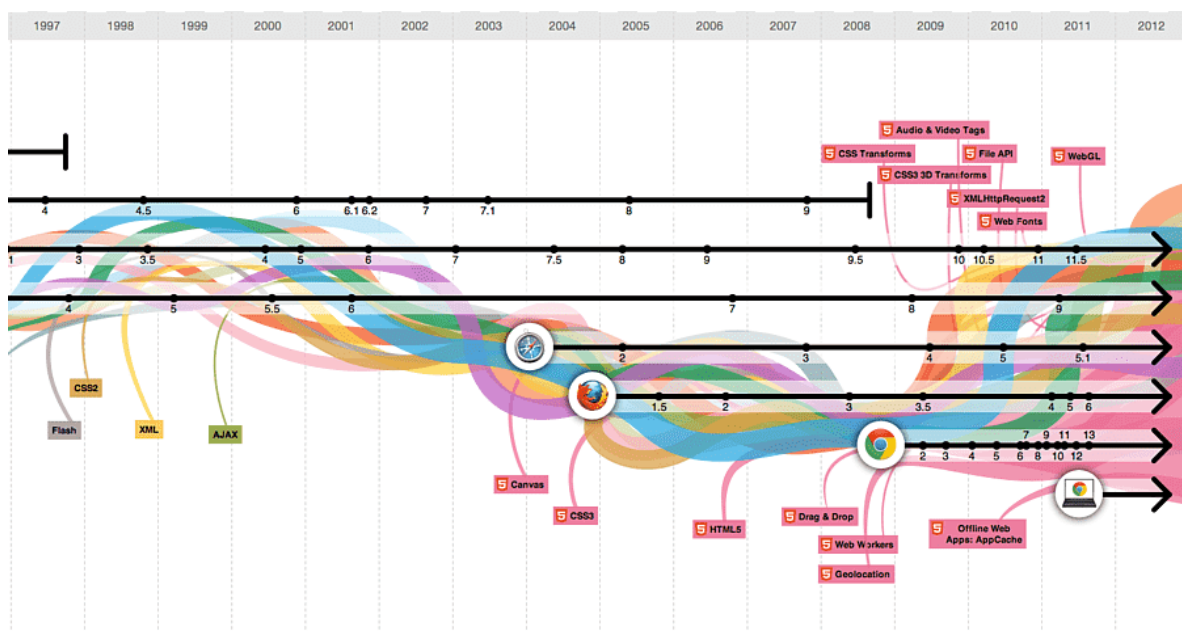 1997 1998 1999 2000 2001 2002 2003 2004 2005 2006 2007 2008 2009 2010 2011 2012
Audio & Video Tags
CSS Transforms
File API
WebGL
CSS3 3D Transforms
XMLHttpRequest2
Web Fonts
4 4.5 6 6.1 6.2 7 7.1 8 9
1 3 3.5 4 5 6 7 7.5 8 9 9.5 10 10.5 11 11.5
4 5 5.5 6 7 8 9
2 3 4 5 5.1
CSS2
1.5 2 3 3.5 4 5 6
Flash
XML
AJAX
7 9 11 13
2 3 4 5 6 8 10 12
Canvas
CSS3
HTML5
Drag & Drop
Offline Web
Apps: AppCache
Web Workers
Geolocation